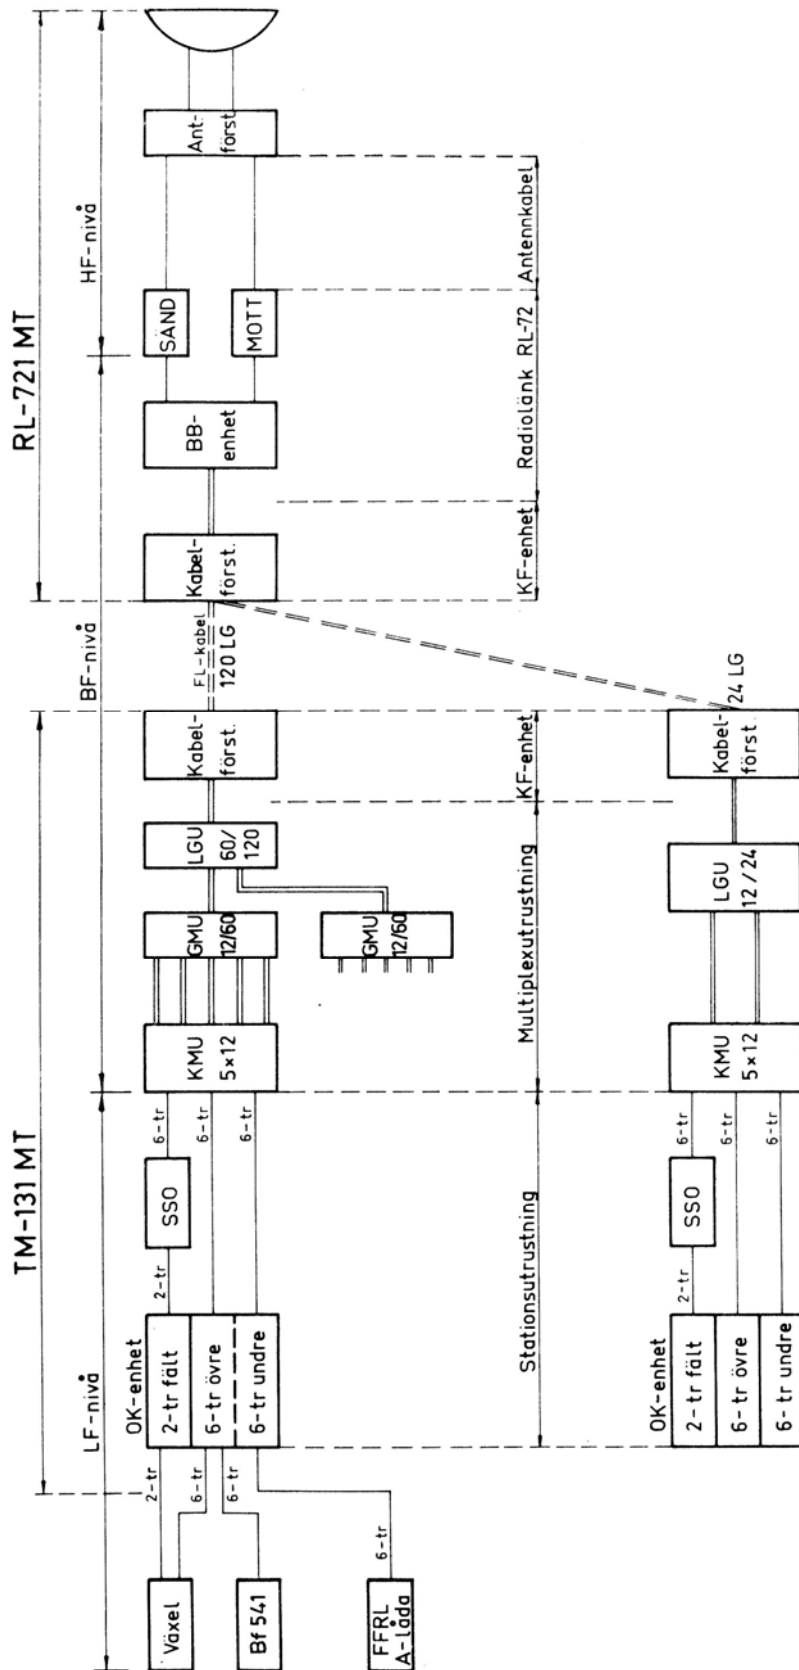 TM-131 MT
RL-721 MT
LF-nivå
BF-nivå
HF-nivå
Växel
Bf 541
FFRL
A-låda
2-tr
6-tr
6-tr
6-tr
OK-enhet
2-tr fält
6-tr övre
6-tr undre
2-tr
SSO
6-tr
6-tr
6-tr
KMU
5×12
GMU
12/60
GMU
12/60
LGU
60/
120
Kabel-
först.
FL-kabel
120 LG
Kabel-
först.
BB-
enhet
SÄND
MOTT
Ant-
först
Stationsutrustning
Multiplexutrustning
KF-enhet
KF-enhet
Radiolänk RL-72
Antennkabel
OK-enhet
2-tr fält
6-tr övre
6-tr undre
2-tr
SSO
6-tr
6-tr
6-tr
KMU
5×12
LGU
12/24
Kabel-
först.
24 LG